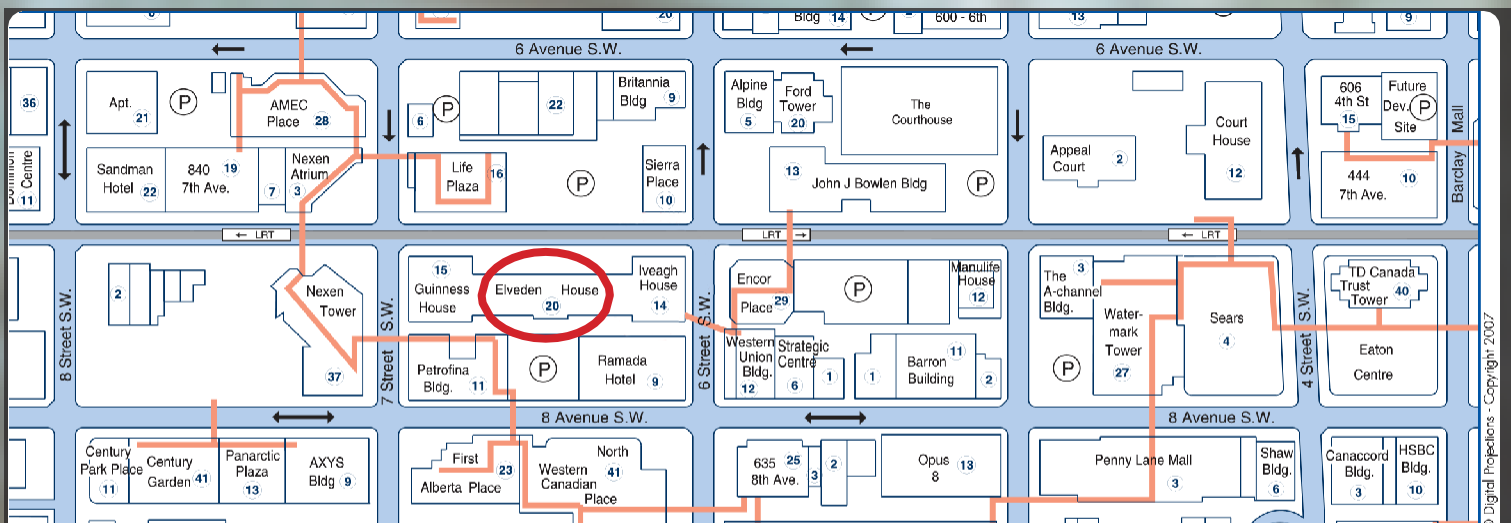 6
P
20
Bldg 14
600 - 6th
13
9
6 Avenue S.W.
6 Avenue S.W.
36
Apt.
21
P
AMEC
Place 28
6
P
22
Britannia
Bldg 9
Alpine
Bldg
5
Ford
Tower
20
The
Courthouse
Court
House
12
Appeal
Court
2
606
4th St
15
Future
Dev.
Site
P
Barclay Mall
Centre
11
Sandman
Hotel 22
840 19
7th Ave.
7
Nexen
Atrium
3
Life
Plaza
16
P
Sierra
Place
10
13
John J Bowlen Bldg
P
444
7th Ave.
10
← LRT
LRT →
← LRT
8 Street S.W.
2
Nexen
Tower
37
7 Street S.W.
15
Guinness
House
Elveden House
20
Iveagh
House
14
6 Street S.W.
Encor
Place 29
P
Manulife
House
12
The
A-channel
Bldg.
3
Water-
mark
Tower
27
P
Sears
4
4 Street S.W.
TD Canada
Trust
Tower 40
Eaton
Centre
Petrofina
Bldg. 11
P
Ramada
Hotel 9
Western
Union
Bldg.
12
Strategic
Centre
6
1
1
Barron
Building
11
2
8 Avenue S.W.
8 Avenue S.W.
Century
Park Place
11
Century
Garden 41
Panarctic
Plaza
13
AXYS
Bldg 9
First
Alberta Place
23
North
Western 41
Canadian
Place
635 25
8th Ave.
3
2
Opus 13
8
Penny Lane Mall
3
Shaw
Bldg.
6
Canaccord
Bldg.
3
HSBC
Bldg.
10
Digital Projections - Copyright 2007